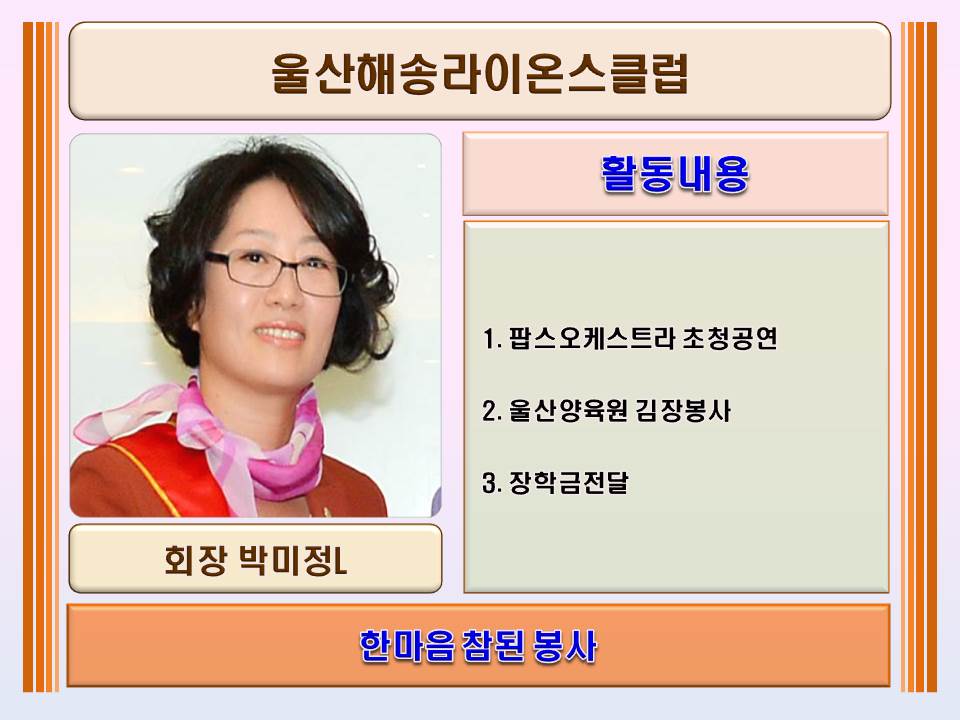 울산해송라이온스클럽
활동내용
1. 팝스오케스트라 초청공연
2. 울산양육원 김장봉사
3. 장학금전달
회장 박미정L
한마음 참된 봉사